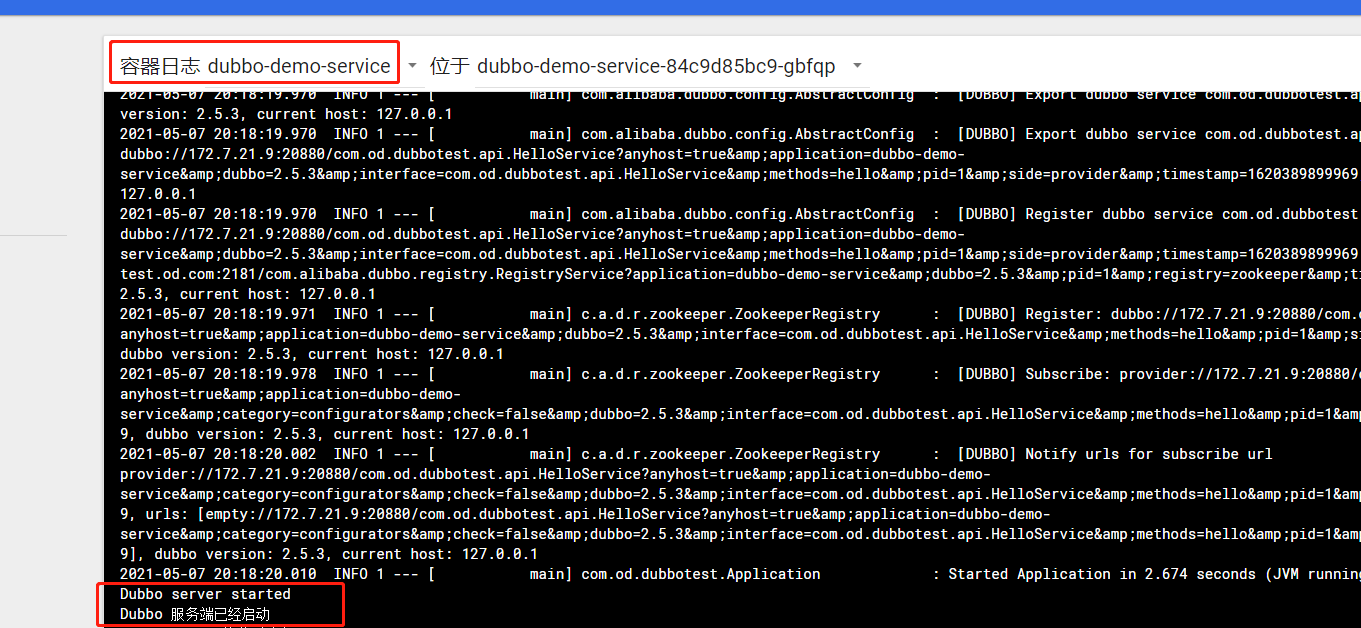 容器日志 dubbo-demo-service 位于 dubbo-demo-service-84c9d85bc9-gbfqp
2021-05-07 20:18:19.970 INFO 1 --- [ main] com.alibaba.dubbo.config.AbstractConfig : [DUBBO] Export dubbo service com.od.dubbotest.ap
version: 2.5.3, current host: 127.0.0.1
2021-05-07 20:18:19.970 INFO 1 --- [ main] com.alibaba.dubbo.config.AbstractConfig : [DUBBO] Export dubbo service com.od.dubbotest.ap
dubbo://172.7.21.9:20880/com.od.dubbotest.api.HelloService?anyhost=true&amp;application=dubbo-demo-
service&amp;dubbo=2.5.3&amp;interface=com.od.dubbotest.api.HelloService&amp;methods=hello&amp;pid=1&amp;side=provider&amp;timestamp=1620389899969
127.0.0.1
2021-05-07 20:18:19.970 INFO 1 --- [ main] com.alibaba.dubbo.config.AbstractConfig : [DUBBO] Register dubbo service com.od.dubbotest
dubbo://172.7.21.9:20880/com.od.dubbotest.api.HelloService?anyhost=true&amp;application=dubbo-demo-
service&amp;dubbo=2.5.3&amp;interface=com.od.dubbotest.api.HelloService&amp;methods=hello&amp;pid=1&amp;side=provider&amp;timestamp=1620389899969
test.od.com:2181/com.alibaba.dubbo.registry.RegistryService?application=dubbo-demo-service&amp;dubbo=2.5.3&amp;pid=1&amp;registry=zookeeper&amp;ti
2.5.3, current host: 127.0.0.1
2021-05-07 20:18:19.971 INFO 1 --- [ main] c.a.d.r.zookeeper.ZookeeperRegistry : [DUBBO] Register: dubbo://172.7.21.9:20880/com.o
anyhost=true&amp;application=dubbo-demo-service&amp;dubbo=2.5.3&amp;interface=com.od.dubbotest.api.HelloService&amp;methods=hello&amp;pid=1&amp;si
dubbo version: 2.5.3, current host: 127.0.0.1
2021-05-07 20:18:19.978 INFO 1 --- [ main] c.a.d.r.zookeeper.ZookeeperRegistry : [DUBBO] Subscribe: provider://172.7.21.9:20880/c
anyhost=true&amp;application=dubbo-demo-
service&amp;category=configurators&amp;check=false&amp;dubbo=2.5.3&amp;interface=com.od.dubbotest.api.HelloService&amp;methods=hello&amp;pid=1&am
9, dubbo version: 2.5.3, current host: 127.0.0.1
2021-05-07 20:18:20.002 INFO 1 --- [ main] c.a.d.r.zookeeper.ZookeeperRegistry : [DUBBO] Notify urls for subscribe url
provider://172.7.21.9:20880/com.od.dubbotest.api.HelloService?anyhost=true&amp;application=dubbo-demo-
service&amp;category=configurators&amp;check=false&amp;dubbo=2.5.3&amp;interface=com.od.dubbotest.api.HelloService&amp;methods=hello&amp;pid=1&am
9, urls: [empty://172.7.21.9:20880/com.od.dubbotest.api.HelloService?anyhost=true&amp;application=dubbo-demo-
service&amp;category=configurators&amp;check=false&amp;dubbo=2.5.3&amp;interface=com.od.dubbotest.api.HelloService&amp;methods=hello&amp;pid=1&am
9], dubbo version: 2.5.3, current host: 127.0.0.1
2021-05-07 20:18:20.010 INFO 1 --- [ main] com.od.dubbotest.Application : Started Application in 2.674 seconds (JVM running
Dubbo server started
Dubbo 服务端已经启动